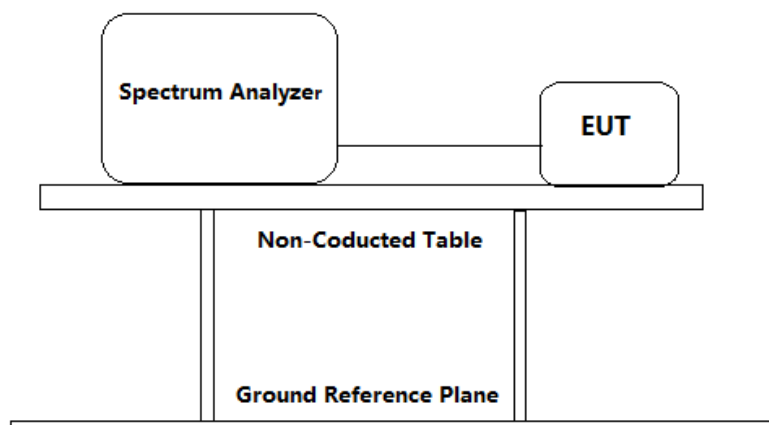 Spectrum Analyzer
EUT
Non-Coducted Table
Ground Reference Plane